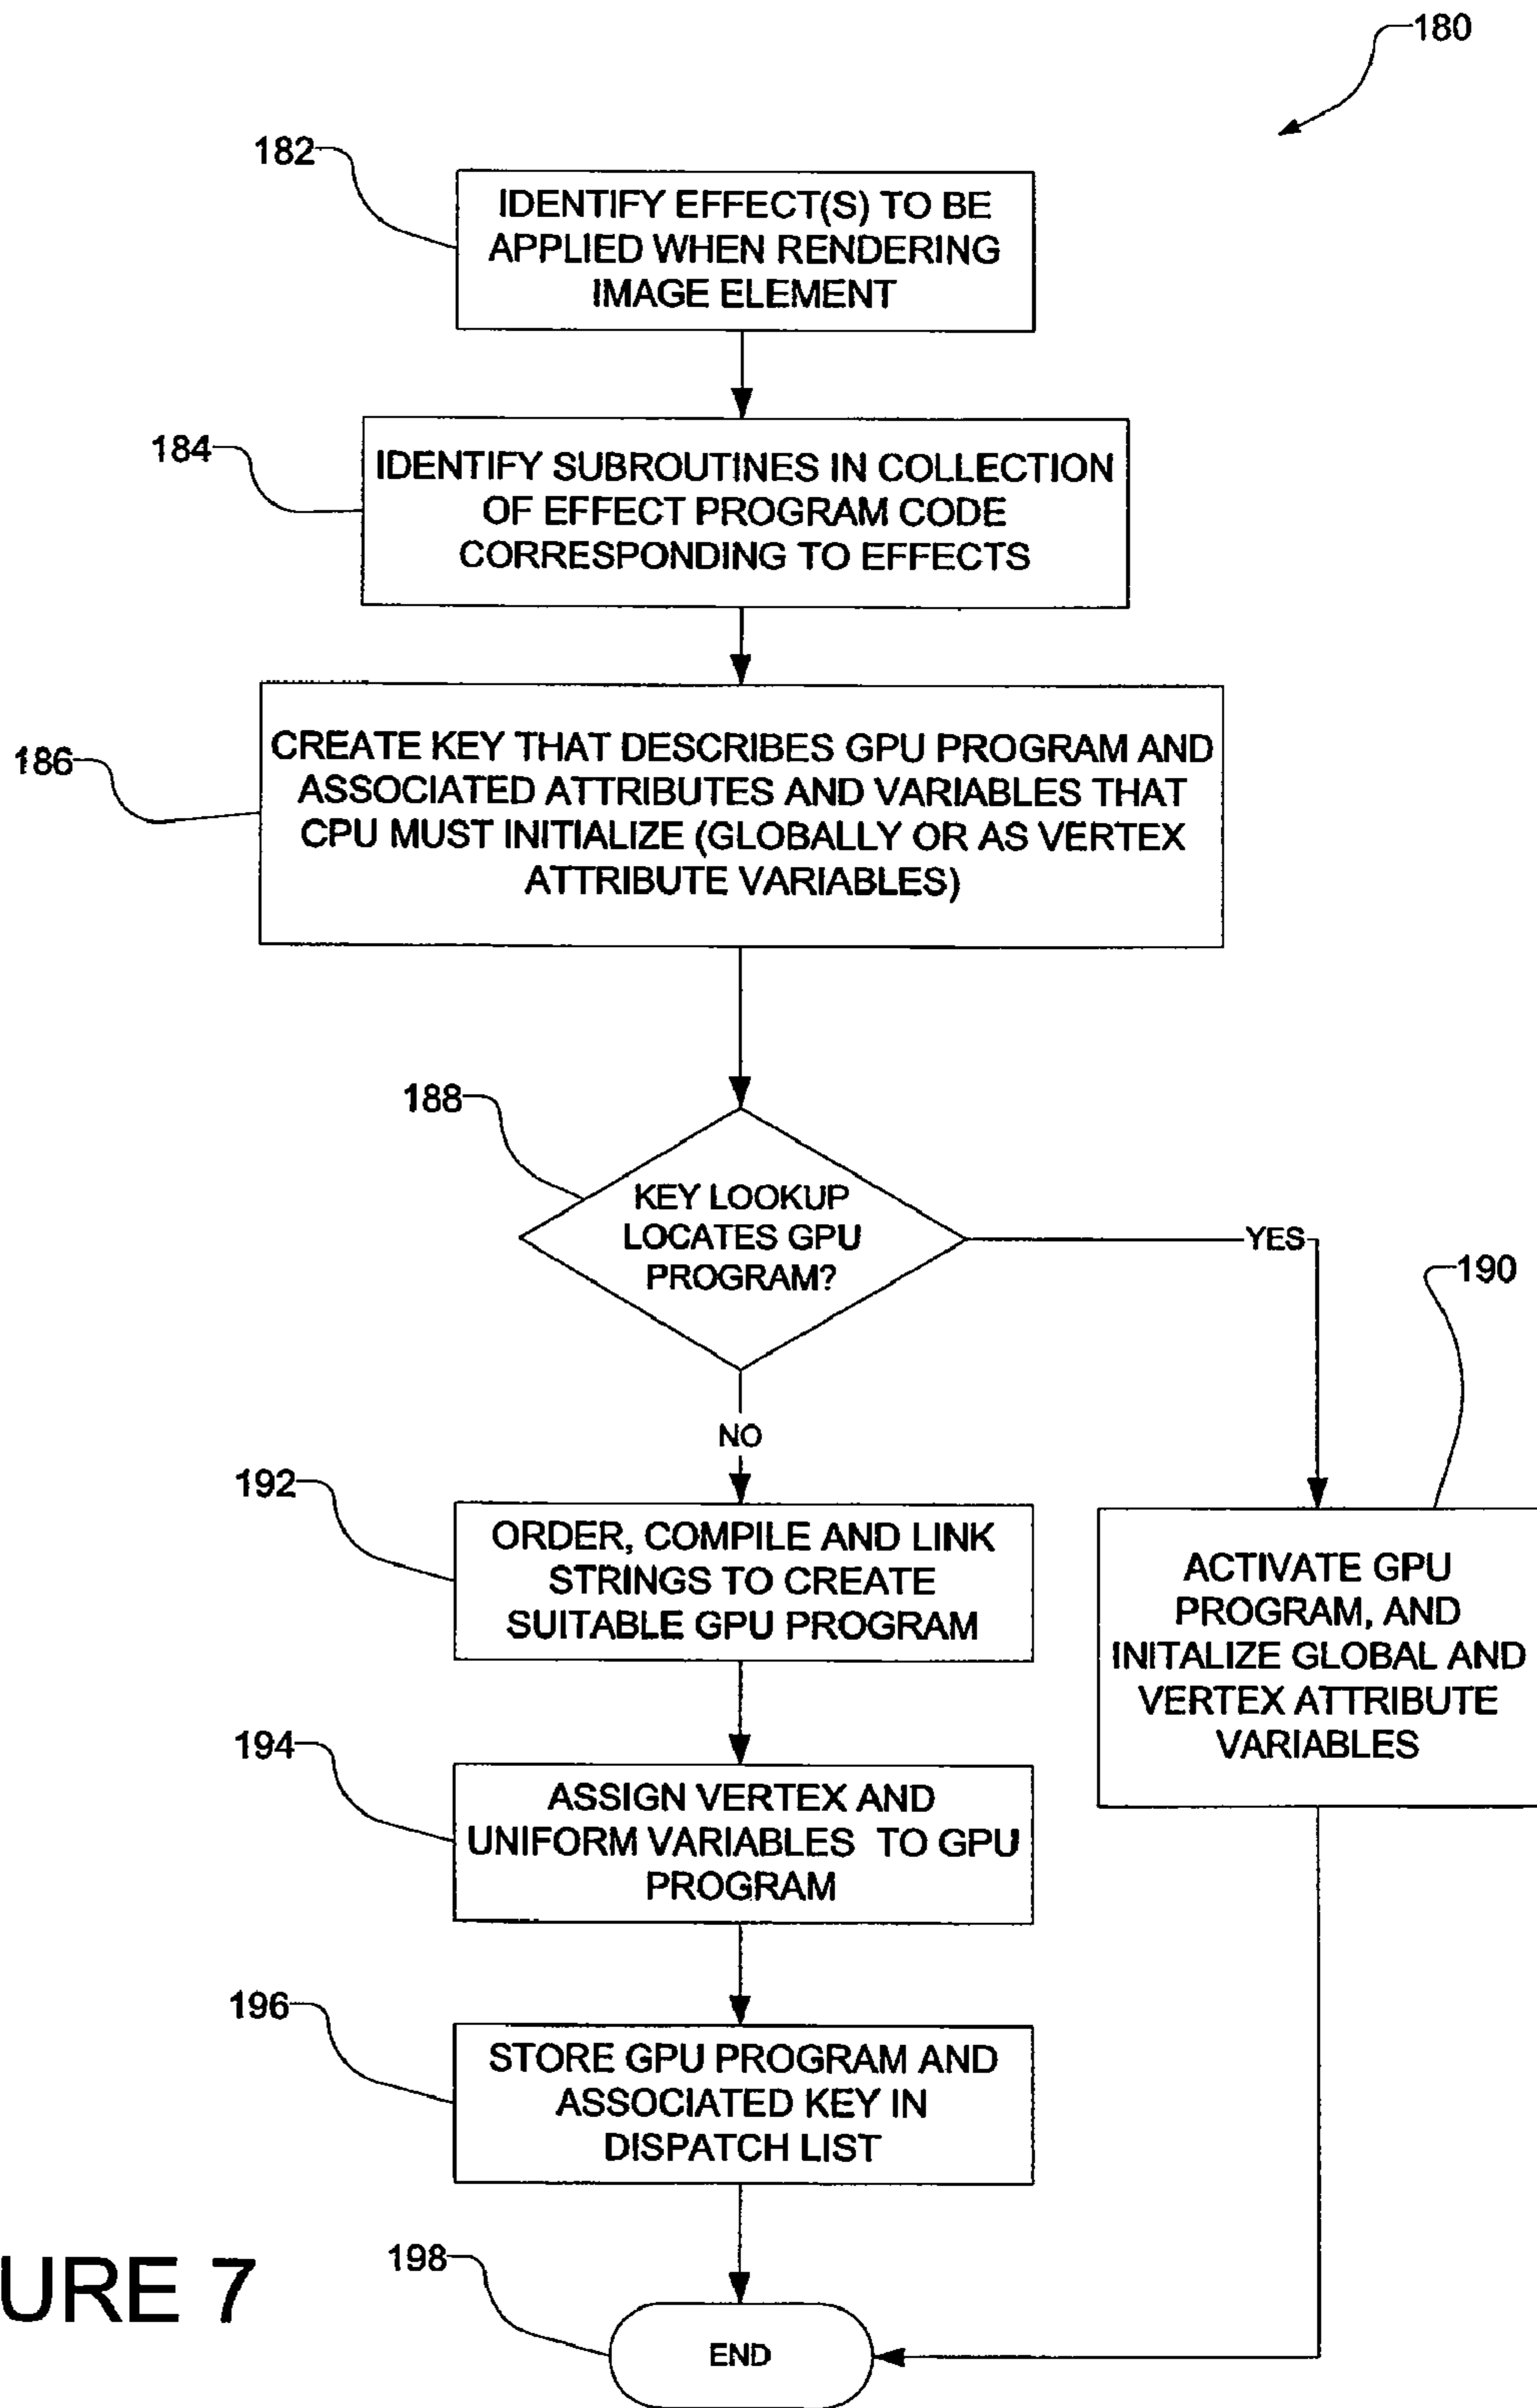 180
182
IDENTIFY EFFECT(S) TO BE
APPLIED WHEN RENDERING
IMAGE ELEMENT
184
IDENTIFY SUBROUTINES IN COLLECTION
OF EFFECT PROGRAM CODE
CORRESPONDING TO EFFECTS
186
CREATE KEY THAT DESCRIBES GPU PROGRAM AND
ASSOCIATED ATTRIBUTES AND VARIABLES THAT
CPU MUST INITIALIZE (GLOBALLY OR AS VERTEX
ATTRIBUTE VARIABLES)
188
KEY LOOKUP
LOCATES GPU
PROGRAM?
YES
190
NO
192
ORDER, COMPILE AND LINK
STRINGS TO CREATE
SUITABLE GPU PROGRAM
ACTIVATE GPU
PROGRAM, AND
INITALIZE GLOBAL AND
VERTEX ATTRIBUTE
VARIABLES
194
ASSIGN VERTEX AND
UNIFORM VARIABLES TO GPU
PROGRAM
196
STORE GPU PROGRAM AND
ASSOCIATED KEY IN
DISPATCH LIST
198
END
URE 7